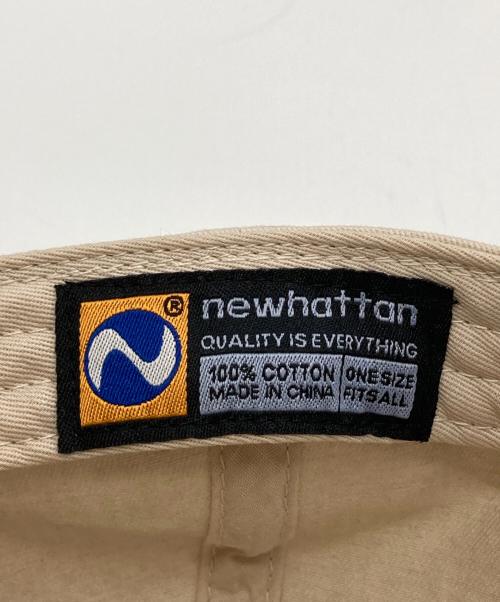 ®
newhattan
QUALITY IS EVERYTHING
100% COTTON
MADE IN CHINA
ONE SIZE
FITS ALL